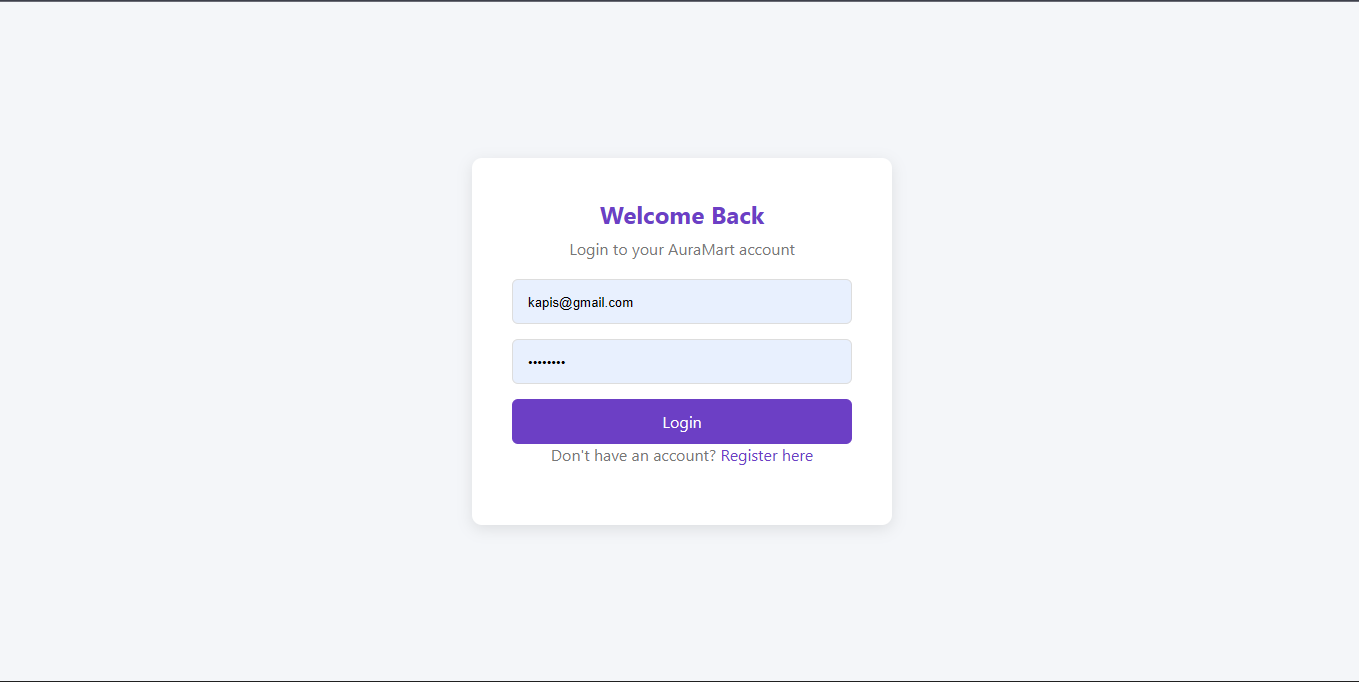 Welcome Back
Login to your AuraMart account
kapis@gmail.com
••••••••
Login
Don't have an account? Register here